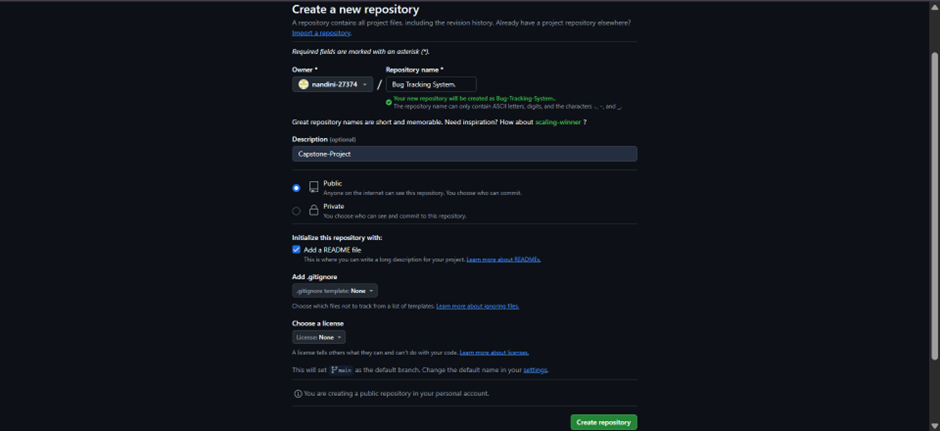 Create a new repository
A repository contains all project files, including the revision history. Already have a project repository elsewhere?
Import a repository.
Required fields are marked with an asterisk (*).
Owner * Repository name *
nandini-27374 / Bug Tracking System.
Your new repository will be created as Bug-Tracking-System..
The repository name can only contain ASCII letters, digits, and the characters ., -, and _.
Great repository names are short and memorable. Need inspiration? How about scaling-winner ?
Description (optional)
Capstone-Project
Public
Anyone on the internet can see this repository. You choose who can commit.
Private
You choose who can see and commit to this repository.
Initialize this repository with:
Add a README file
This is where you can write a long description for your project. Learn more about READMEs.
Add .gitignore
.gitignore template: None
Choose which files not to track from a list of templates. Learn more about ignoring files.
Choose a license
License: None
A license tells others what they can and can't do with your code. Learn more about licenses.
This will set main as the default branch. Change the default name in your settings.
You are creating a public repository in your personal account.
Create repository